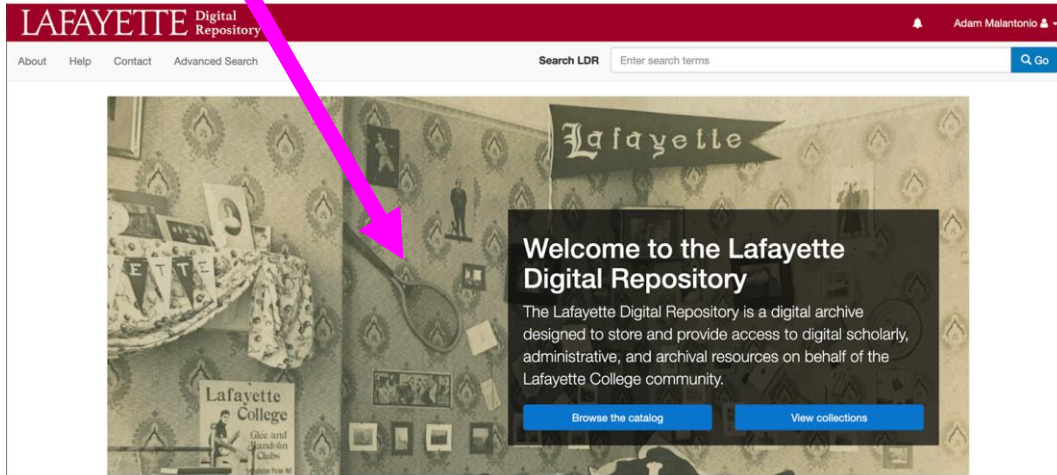 LAFAYETTE Digital Repository
Adam Malantonio
About Help Contact Advanced Search
Search LDR Enter search terms Go
Lafayette
ETTE
Welcome to the Lafayette
Digital Repository
The Lafayette Digital Repository is a digital archive
designed to store and provide access to digital scholarly,
administrative, and archival resources on behalf of the
Lafayette College community.
Browse the catalog View collections
Lafayette
College
Glee and
Mandolin
Clubs